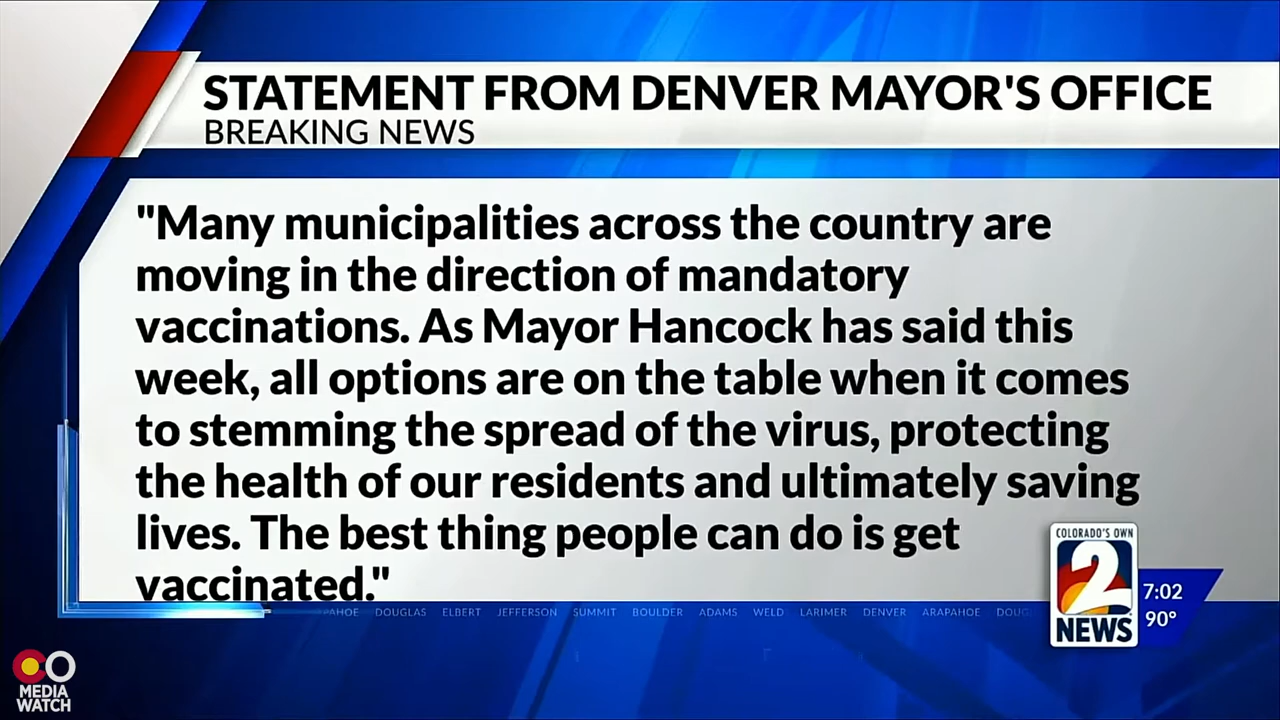 STATEMENT FROM DENVER MAYOR'S OFFICE
BREAKING NEWS
"Many municipalities across the country are
moving in the direction of mandatory
vaccinations. As Mayor Hancock has said this
week, all options are on the table when it comes
to stemming the spread of the virus, protecting
the health of our residents and ultimately saving
lives. The best thing people can do is get
vaccinated."
COLORADO'S OWN
2
NEWS
7:02
90°
AHOE DOUGLAS ELBERT JEFFERSON SUMMIT BOULDER ADAMS WELD LARIMER DENVER ARAPAHOE DOUG
MEDIA
WATCH